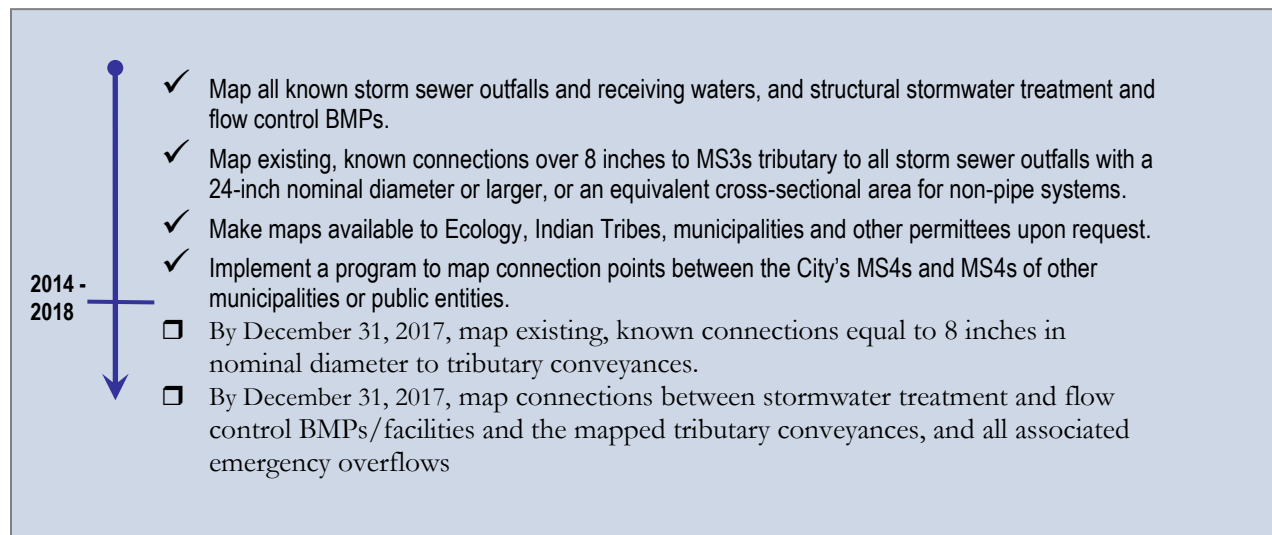 ✓ Map all known storm sewer outfalls and receiving waters, and structural stormwater treatment and
flow control BMPs.
✓ Map existing, known connections over 8 inches to MS3s tributary to all storm sewer outfalls with a
24-inch nominal diameter or larger, or an equivalent cross-sectional area for non-pipe systems.
✓ Make maps available to Ecology, Indian Tribes, municipalities and other permittees upon request.
✓ Implement a program to map connection points between the City's MS4s and MS4s of other
municipalities or public entities.
2014 -
2018
❒ By December 31, 2017, map existing, known connections equal to 8 inches in
nominal diameter to tributary conveyances.
❒ By December 31, 2017, map connections between stormwater treatment and flow
control BMPs/facilities and the mapped tributary conveyances, and all associated
emergency overflows